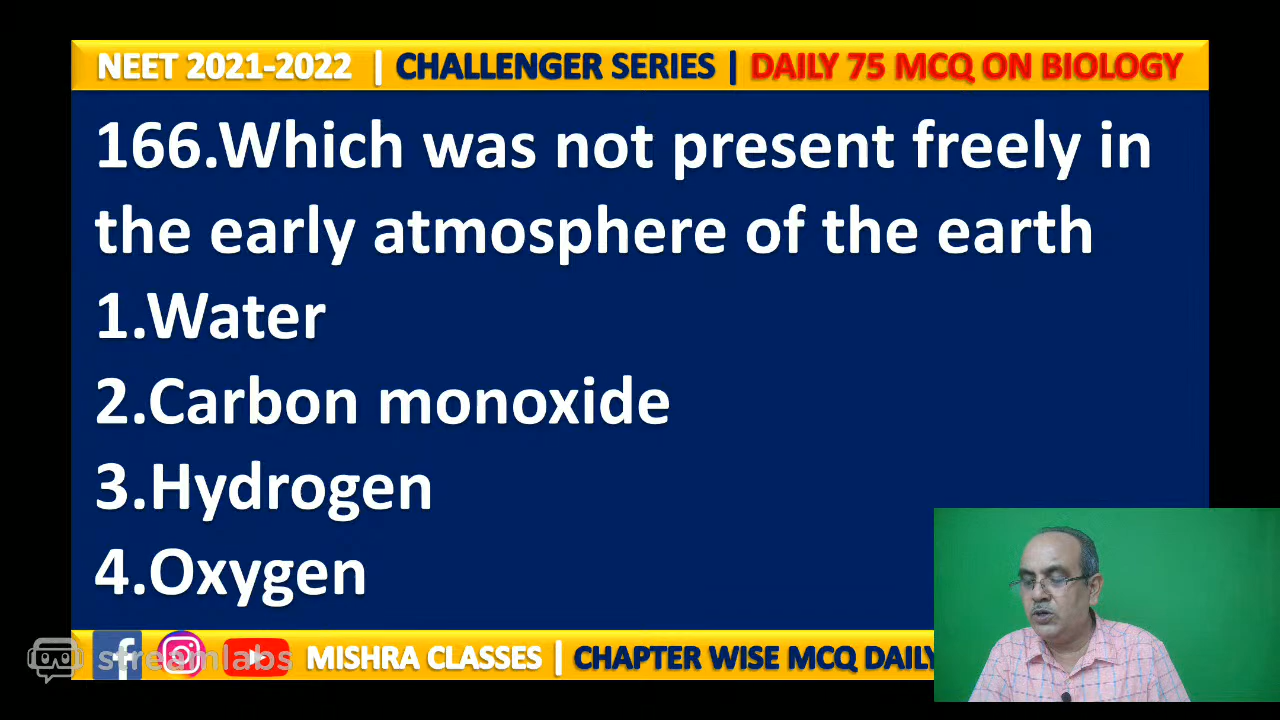 NEET 2021-2022 | CHALLENGER SERIES | DAILY 75 MCQ ON BIOLOGY
166.Which was not present freely in
the early atmosphere of the earth
1.Water
2.Carbon monoxide
3.Hydrogen
4.Oxygen
f streamlabs MISHRA CLASSES | CHAPTER WISE MCQ DAILY